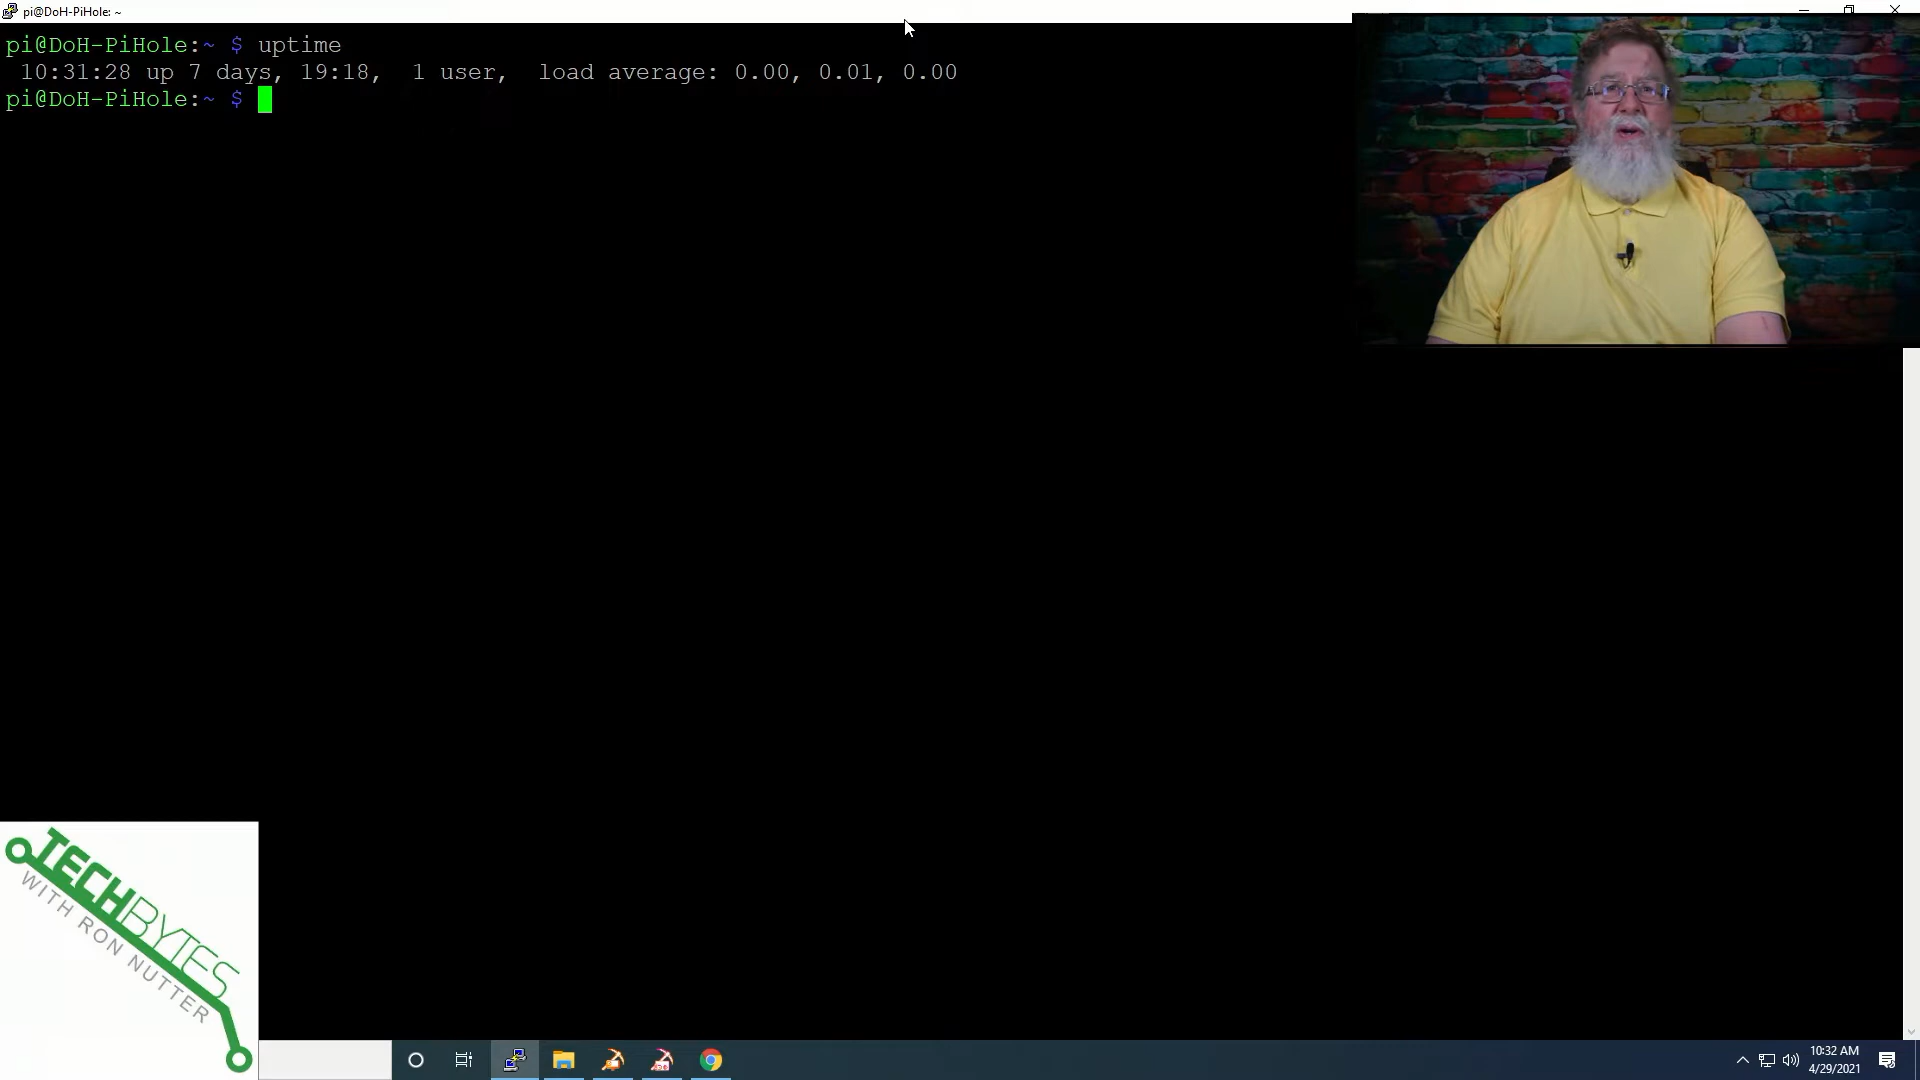 pi@DoH-PiHole: ~
pi@DoH-PiHole:~ $ uptime
10:31:28 up 7 days, 19:18,  1 user,  load average: 0.00, 0.01, 0.00
pi@DoH-PiHole:~ $
TECHBYTES
WITH RON NUTTER
10:32 AM
4/29/2021